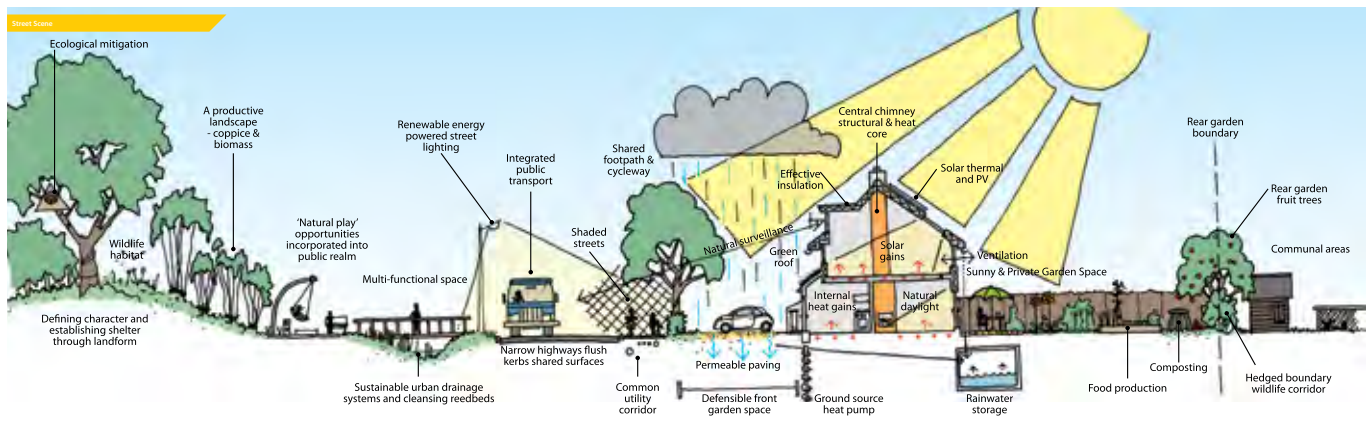 Street Scene
Ecological mitigation
A productive
landscape
- coppice &
biomass
Renewable energy
powered street
lighting
Integrated
public
transport
Shared
footpath &
cycleway
Central chimney
structural & heat
core
Effective
insulation
Solar thermal
and PV
Rear garden
boundary
Rear garden
fruit trees
Wildlife
habitat
'Natural play'
opportunities
incorporated into
public realm
Multi-functional space
Shaded
streets
Natural surveillance
Green
roof
Solar
gains
Ventilation
Sunny & Private Garden Space
Communal areas
Internal
heat gains
Natural
daylight
Defining character and
establishing shelter
through landform
Narrow highways flush
kerbs shared surfaces
Permeable paving
Sustainable urban drainage
systems and cleansing reedbeds
Common
utility
corridor
Defensible front
garden space
Ground source
heat pump
Rainwater
storage
Food production
Composting
Hedged boundary
wildlife corridor